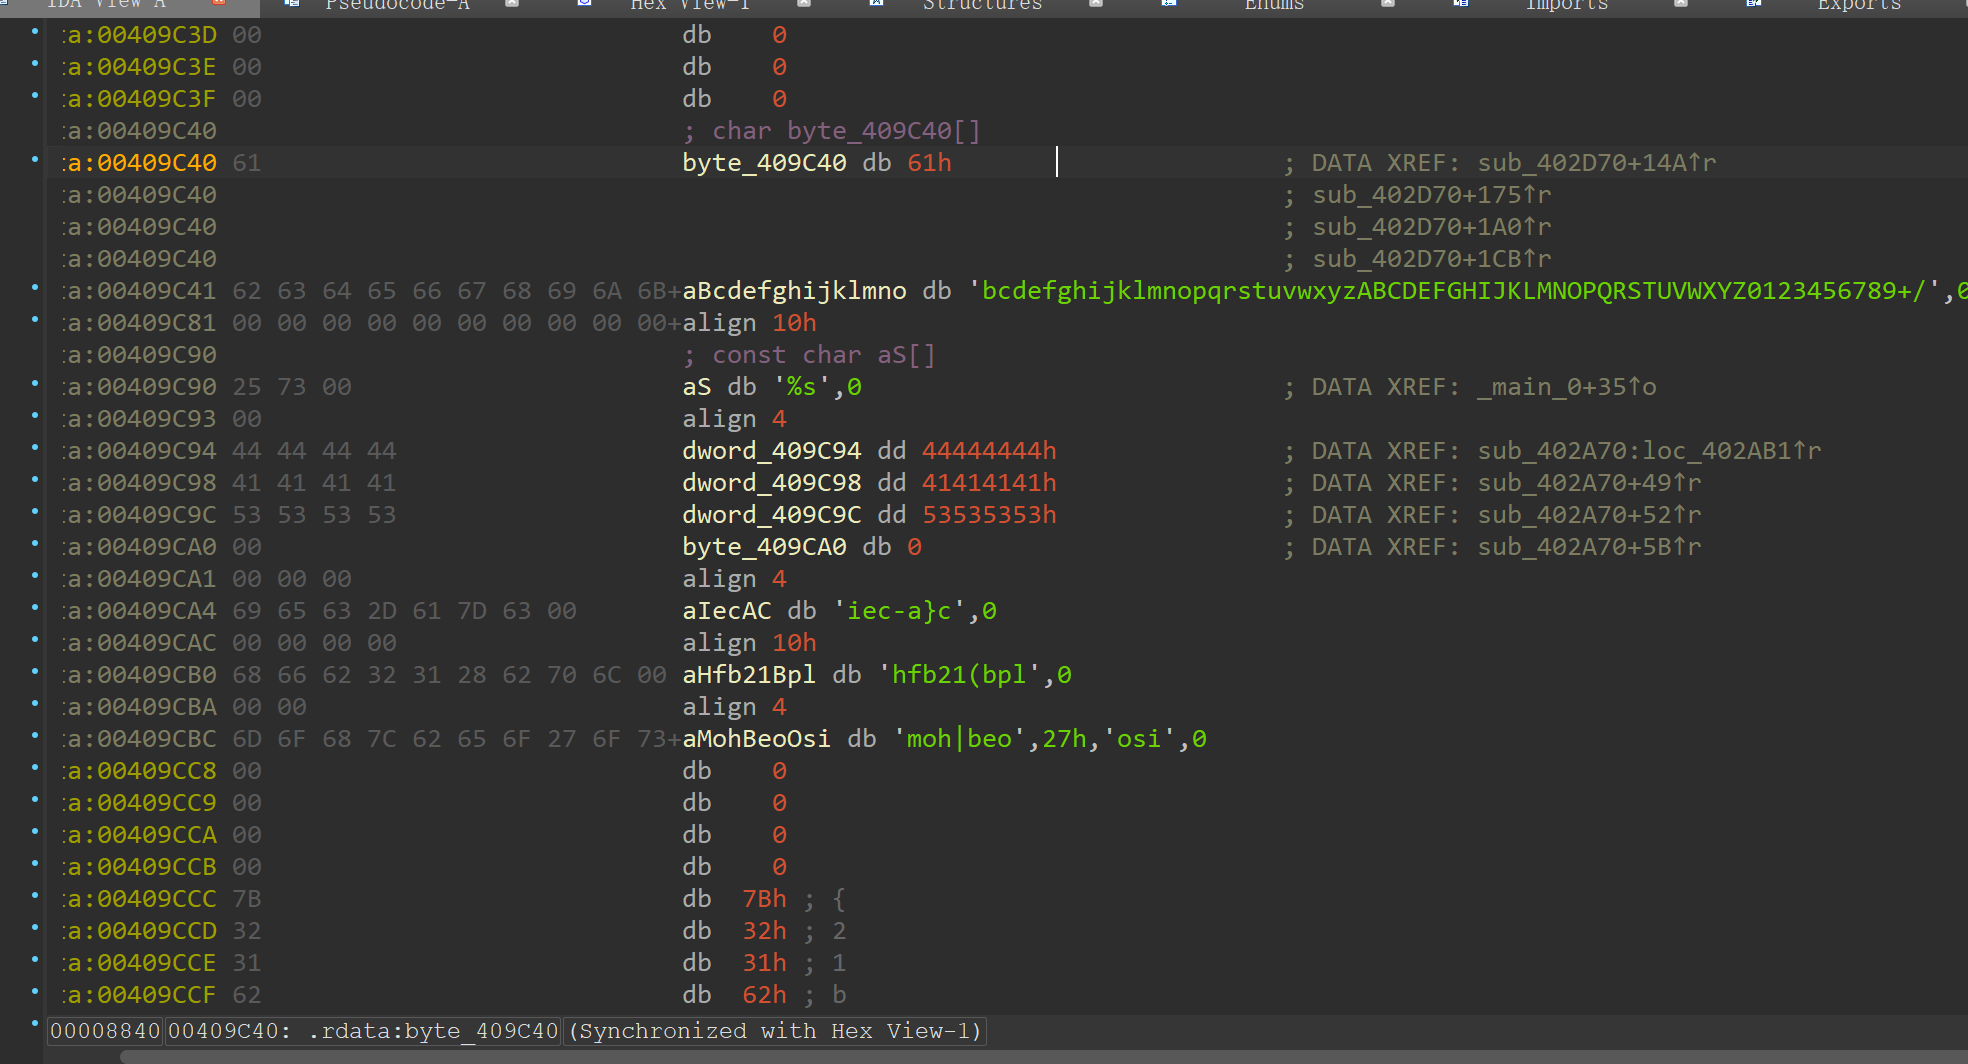 IDA View-A Pseudocode-A Hex View-1 Structures Enums Imports Exports
:a:00409C3D 00 db 0
:a:00409C3E 00 db 0
:a:00409C3F 00 db 0
:a:00409C40 ; char byte_409C40[]
:a:00409C40 61 byte_409C40 db 61h ; DATA XREF: sub_402D70+14A↑r
:a:00409C40 ; sub_402D70+175↑r
:a:00409C40 ; sub_402D70+1A0↑r
:a:00409C40 ; sub_402D70+1CB↑r
:a:00409C41 62 63 64 65 66 67 68 69 6A 6B+aBcdefghijklmno db 'bcdefghijklmnopqrstuvwxyzABCDEFGHIJKLMNOPQRSTUVWXYZ0123456789+/',0
:a:00409C81 00 00 00 00 00 00 00 00 00 00+align 10h
:a:00409C90 ; const char aS[]
:a:00409C90 25 73 00 aS db '%s',0 ; DATA XREF: _main_0+35↑o
:a:00409C93 00 align 4
:a:00409C94 44 44 44 44 dword_409C94 dd 44444444h ; DATA XREF: sub_402A70:loc_402AB1↑r
:a:00409C98 41 41 41 41 dword_409C98 dd 41414141h ; DATA XREF: sub_402A70+49↑r
:a:00409C9C 53 53 53 53 dword_409C9C dd 53535353h ; DATA XREF: sub_402A70+52↑r
:a:00409CA0 00 byte_409CA0 db 0 ; DATA XREF: sub_402A70+5B↑r
:a:00409CA1 00 00 00 align 4
:a:00409CA4 69 65 63 2D 61 7D 63 00 aIecAC db 'iec-a}c',0
:a:00409CAC 00 00 00 00 align 10h
:a:00409CB0 68 66 62 32 31 28 62 70 6C 00 aHfb21Bpl db 'hfb21(bpl',0
:a:00409CBA 00 00 align 4
:a:00409CBC 6D 6F 68 7C 62 65 6F 27 6F 73+aMohBeoOsi db 'moh|beo',27h,'osi',0
:a:00409CC8 00 db 0
:a:00409CC9 00 db 0
:a:00409CCA 00 db 0
:a:00409CCB 00 db 0
:a:00409CCC 7B db 7Bh ; {
:a:00409CCD 32 db 32h ; 2
:a:00409CCE 31 db 31h ; 1
:a:00409CCF 62 db 62h ; b
00008840 00409C40: .rdata:byte_409C40 (Synchronized with Hex View-1)